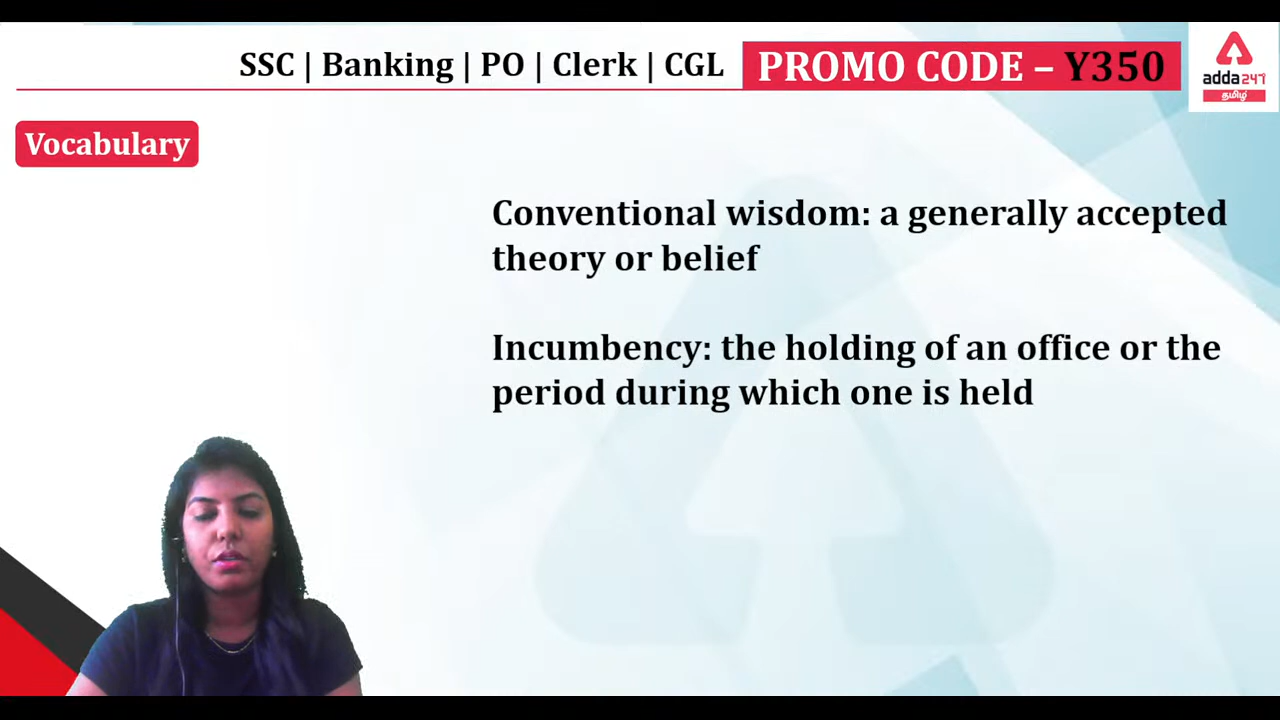 SSC | Banking | PO | Clerk | CGL
PROMO CODE – Y350
adda247
தமிழ்
Vocabulary
Conventional wisdom: a generally accepted
theory or belief
Incumbency: the holding of an office or the
period during which one is held